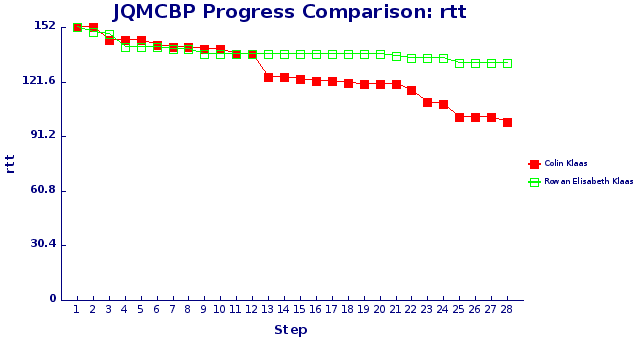 JQMCBP Progress Comparison: rtt
152
121.6
91.2
60.8
30.4
0
rtt
1 2 3 4 5 6 7 8 9 10 11 12 13 14 15 16 17 18 19 20 21 22 23 24 25 26 27 28
Step
Colin Klaas
Rowan Elisabeth Klaas